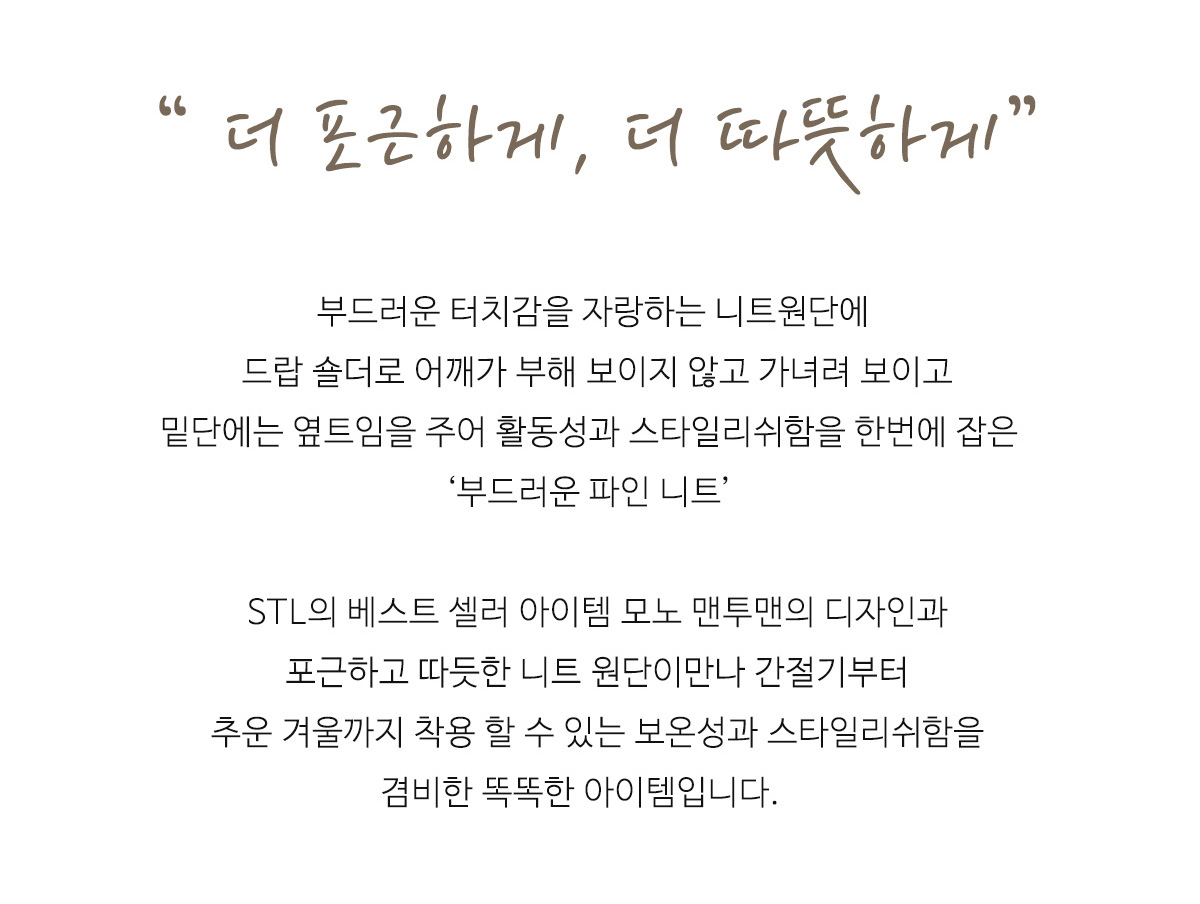 “ 더 포근하게, 더 따뜻하게”
부드러운 터치감을 자랑하는 니트원단에
드랍 숄더로 어깨가 부해 보이지 않고 가녀려 보이고
밑단에는 옆트임을 주어 활동성과 스타일리쉬함을 한번에 잡은
‘부드러운 파인 니트’
STL의 베스트 셀러 아이템 모노 맨투맨의 디자인과
포근하고 따듯한 니트 원단이만나 간절기부터
추운 겨울까지 착용 할 수 있는 보온성과 스타일리쉬함을
겸비한 똑똑한 아이템입니다.